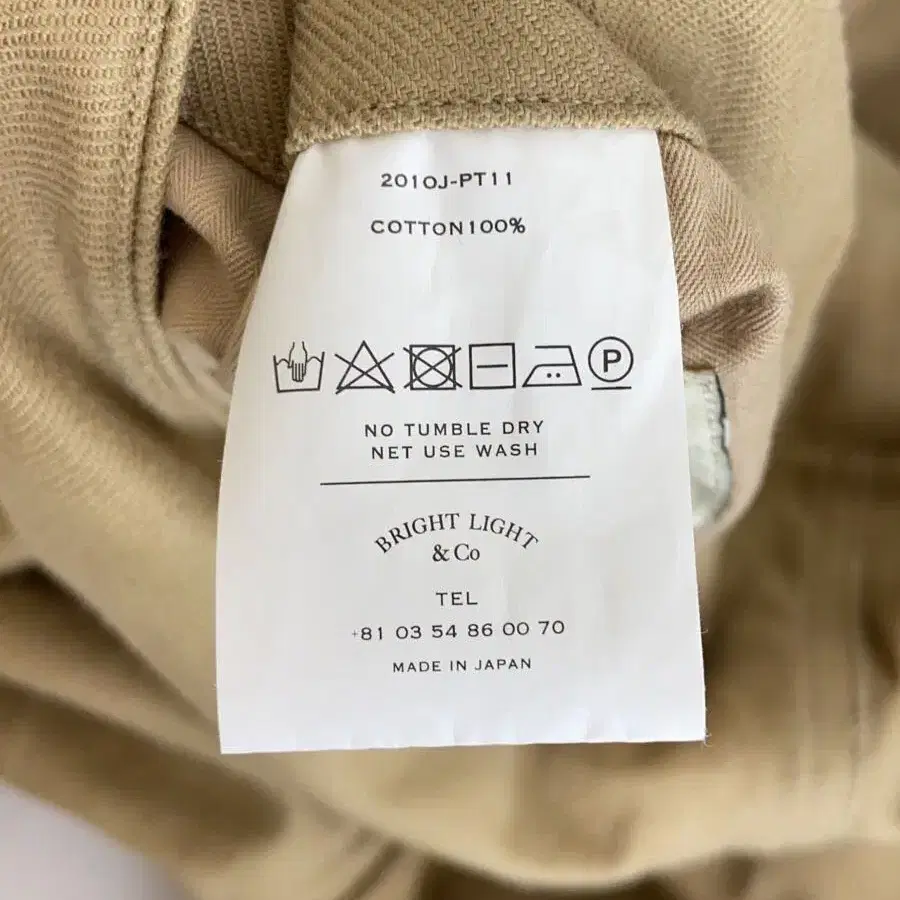 2010J-PT11
COTTON100%
P
NO TUMBLE DRY
NET USE WASH
BRIGHT LIGHT
& Co
TEL
+81 03 54 86 00 70
MADE IN JAPAN